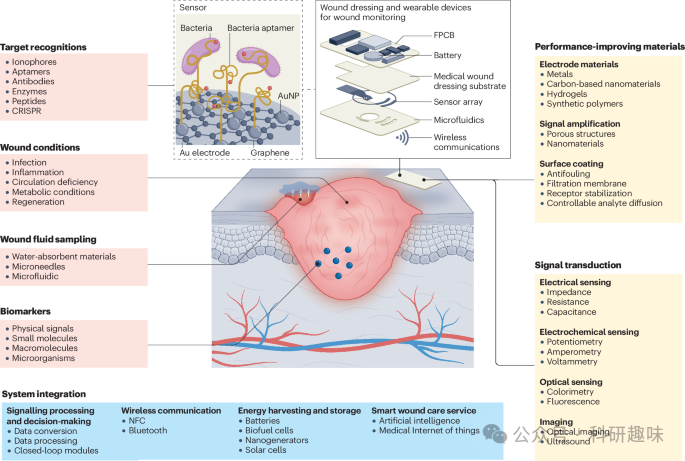 Target recognitions
• Ionophores
• Aptamers
• Antibodies
• Enzymes
• Peptides
• CRISPR
Wound conditions
• Infection
• Inflammation
• Circulation deficiency
• Metabolic conditions
• Regeneration
Wound fluid sampling
• Water-absorbent materials
• Microneedles
• Microfluidic
Biomarkers
• Physical signals
• Small molecules
• Macromolecules
• Microorganisms
Sensor
Bacteria
Bacteria aptamer
AuNP
Au electrode
Graphene
Wound dressing and wearable devices
for wound monitoring
FPCB
Battery
Medical wound
dressing substrate
Sensor array
Microfluidics
Wireless
communications
Performance-improving materials
Electrode materials
• Metals
• Carbon-based nanomaterials
• Hydrogels
• Synthetic polymers
Signal amplification
• Porous structures
• Nanomaterials
Surface coating
• Antifouling
• Filtration membrane
• Receptor stabilization
• Controllable analyte diffusion
Signal transduction
Electrical sensing
• Impedance
• Resistance
• Capacitance
Electrochemical sensing
• Potentiometry
• Amperometry
• Voltammetry
Optical sensing
• Colorimetry
• Fluorescence
Imaging
• Optical imaging
• Ultrasound
System integration
Signalling processing
and decision-making
• Data conversion
• Data processing
• Closed-loop modules
Wireless communication
• NFC
• Bluetooth
Energy harvesting and storage
• Batteries
• Biofuel cells
• Nanogenerators
• Solar cells
Smart wound care service
• Artificial intelligence
• Medical Internet of things
公众号 · 科研趣味